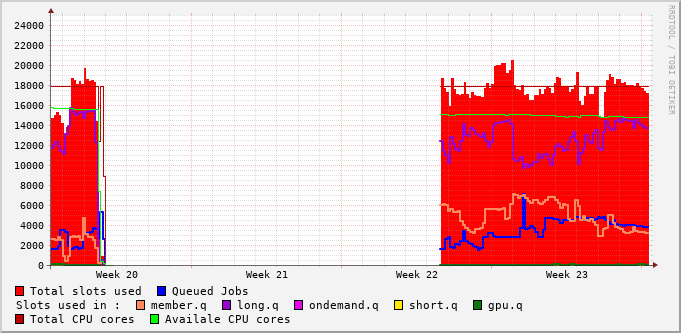 RRDTOOL / TOBI OETIKER
24000
22000
20000
18000
16000
14000
12000
10000
8000
6000
4000
2000
0
Week 20 Week 21 Week 22 Week 23
Total slots used Queued Jobs
Slots used in : member.q long.q ondemand.q short.q gpu.q
Total CPU cores Availale CPU cores